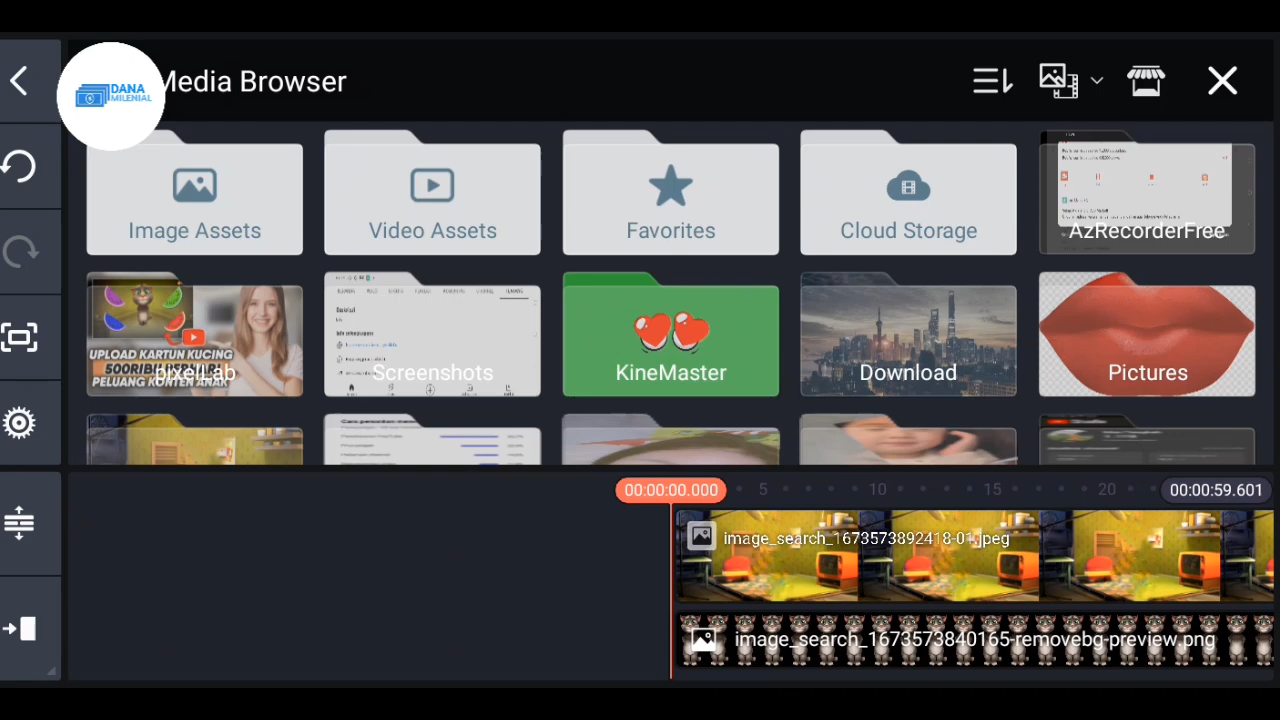 DANA
MILENIAL
Media Browser
Image Assets
Video Assets
Favorites
Cloud Storage
AzRecorderFree
UPLOAD KARTUN KUCING
500RIBU
PELUANG KONTEN ANAK
pixelLab
Screenshots
KineMaster
Download
Pictures
00:00:00.000
5
10
15
20
00:00:59.601
image_search_1673573892418-01.jpeg
image_search_1673573840165-removebg-preview.png